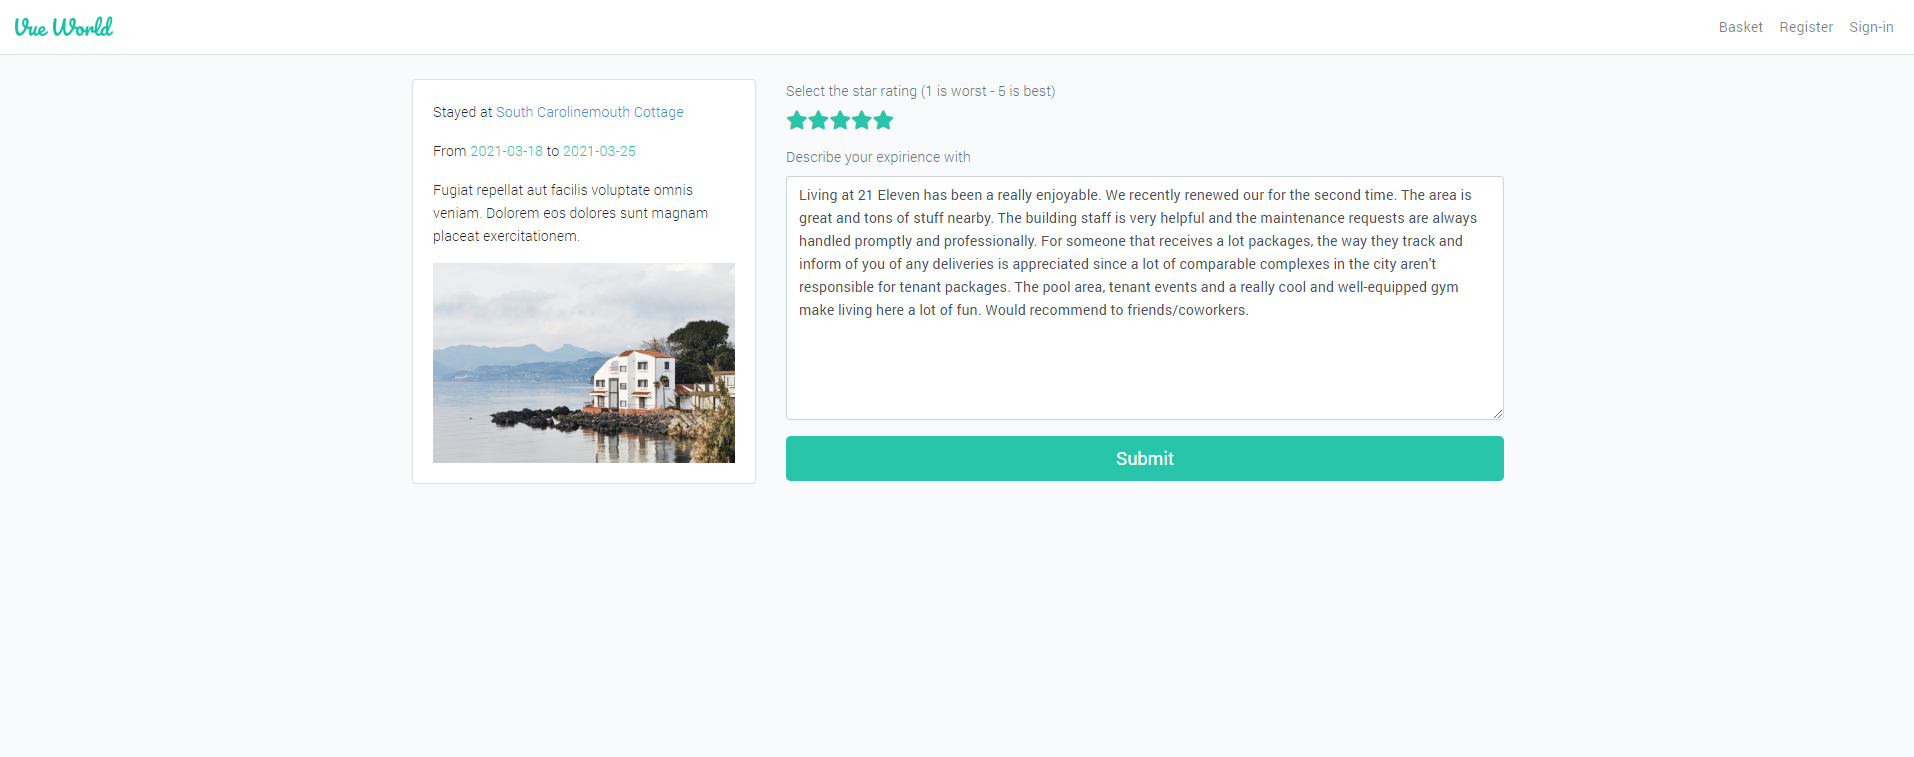 Vue World
Basket Register Sign-in
Stayed at South Carolinemouth Cottage
From 2021-03-18 to 2021-03-25
Fugiat repellat aut facilis voluptate omnis
veniam. Dolorem eos dolores sunt magnam
placeat exercitationem.
Select the star rating (1 is worst - 5 is best)
Describe your expirience with
Living at 21 Eleven has been a really enjoyable. We recently renewed our for the second time. The area is
great and tons of stuff nearby. The building staff is very helpful and the maintenance requests are always
handled promptly and professionally. For someone that receives a lot packages, the way they track and
inform of you of any deliveries is appreciated since a lot of comparable complexes in the city aren't
responsible for tenant packages. The pool area, tenant events and a really cool and well-equipped gym
make living here a lot of fun. Would recommend to friends/coworkers.
Submit